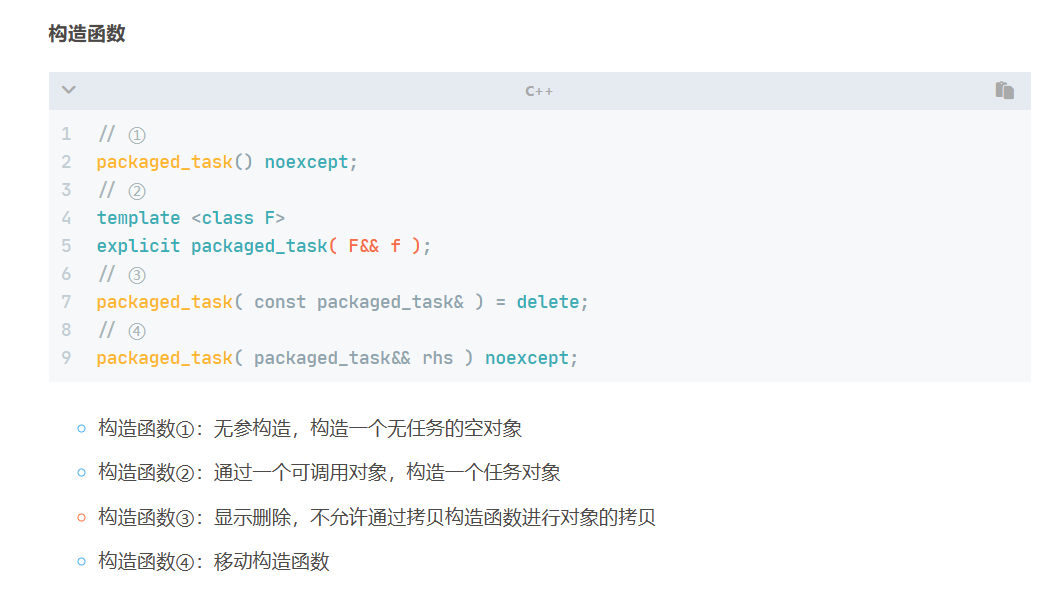 构造函数
C++
1 // ①
2 packaged_task() noexcept;
3 // ②
4 template <class F>
5 explicit packaged_task( F&& f );
6 // ③
7 packaged_task( const packaged_task& ) = delete;
8 // ④
9 packaged_task( packaged_task&& rhs ) noexcept;
构造函数①：无参构造，构造一个无任务的空对象
构造函数②：通过一个可调用对象，构造一个任务对象
构造函数③：显示删除，不允许通过拷贝构造函数进行对象的拷贝
构造函数④：移动构造函数